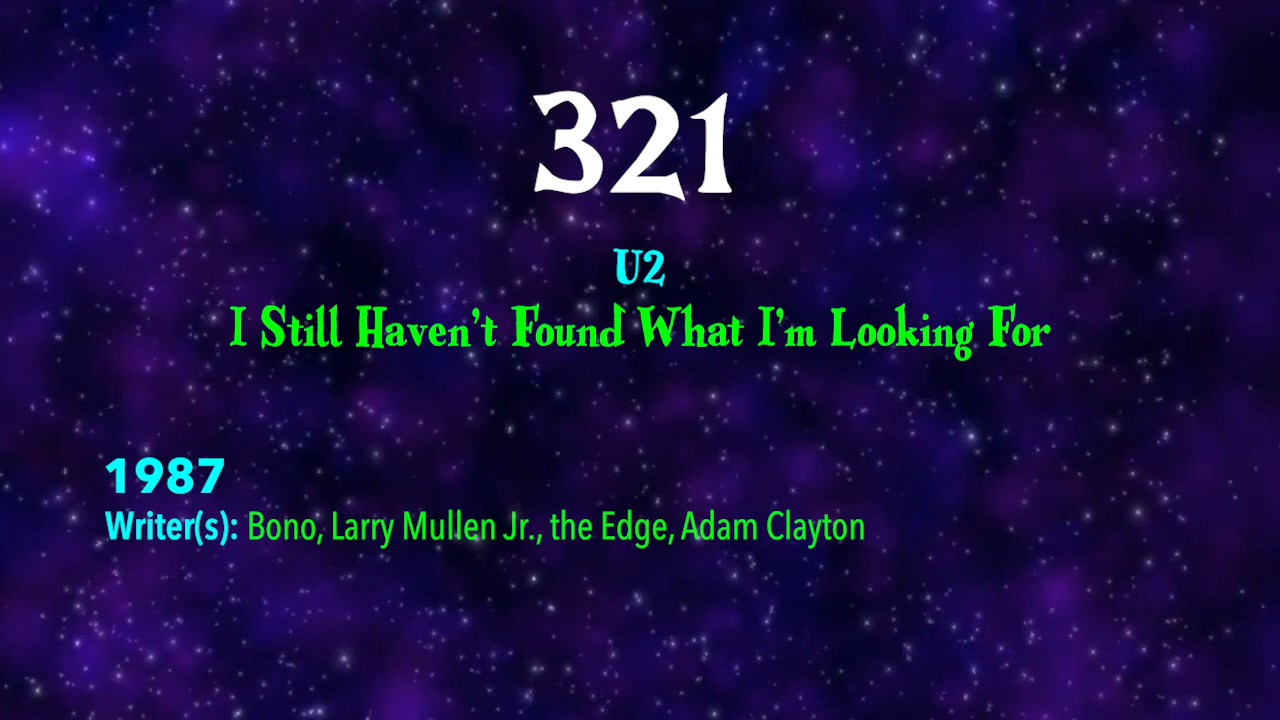 321
U2
I Still Haven't Found What I'm Looking For
1987
Writer(s): Bono, Larry Mullen Jr., the Edge, Adam Clayton